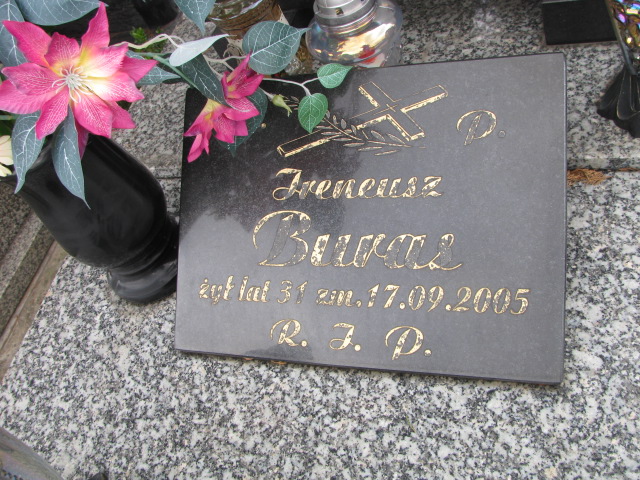 P.
Ireneusz
Buras
żył lat 31 zm. 17.09.2005
R. I. P.